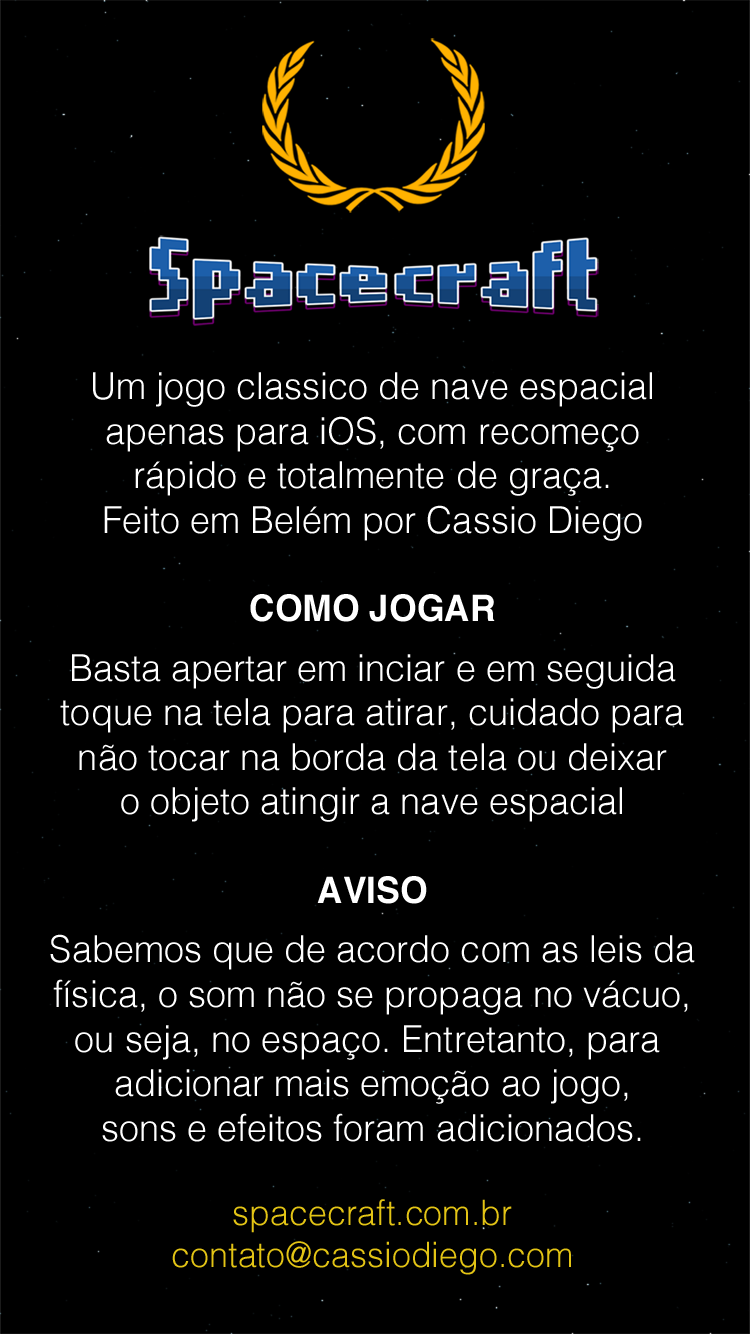 Spacecraft
Um jogo classico de nave espacial
apenas para iOS, com recomeço
rápido e totalmente de graça.
Feito em Belém por Cassio Diego
COMO JOGAR
Basta apertar em inciar e em seguida
toque na tela para atirar, cuidado para
não tocar na borda da tela ou deixar
o objeto atingir a nave espacial
AVISO
Sabemos que de acordo com as leis da
física, o som não se propaga no vácuo,
ou seja, no espaço. Entretanto, para
adicionar mais emoção ao jogo,
sons e efeitos foram adicionados.
spacecraft.com.br
contato@cassiodiego.com